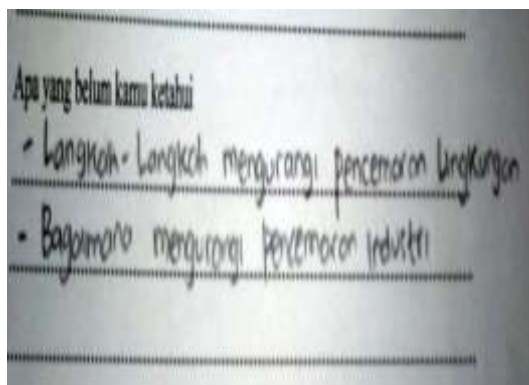 Apa yang belum kamu ketahui
- Langkah - Langkah mengurangi pencemaran lingkungan
- Bagaimana mengurangi pencemaran industri